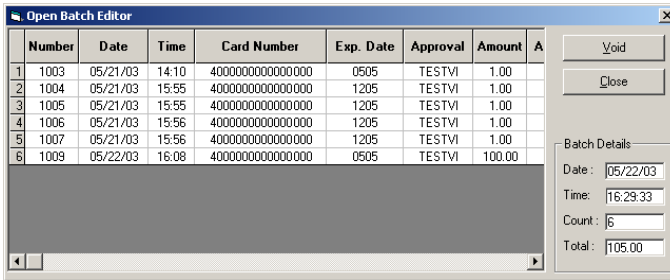 Open Batch Editor
Number Date Time Card Number Exp. Date Approval Amount A
1 1003 05/21/03 14:10 4000000000000000 0505 TESTVI 1.00
2 1004 05/21/03 15:55 4000000000000000 1205 TESTVI 1.00
3 1005 05/21/03 15:55 4000000000000000 1205 TESTVI 1.00
4 1006 05/21/03 15:56 4000000000000000 1205 TESTVI 1.00
5 1007 05/21/03 15:56 4000000000000000 1205 TESTVI 1.00
6 1009 05/22/03 16:08 4000000000000000 0505 TESTVI 100.00
Void
Close
Batch Details
Date : 05/22/03
Time: 16:29:33
Count : 6
Total : 105.00